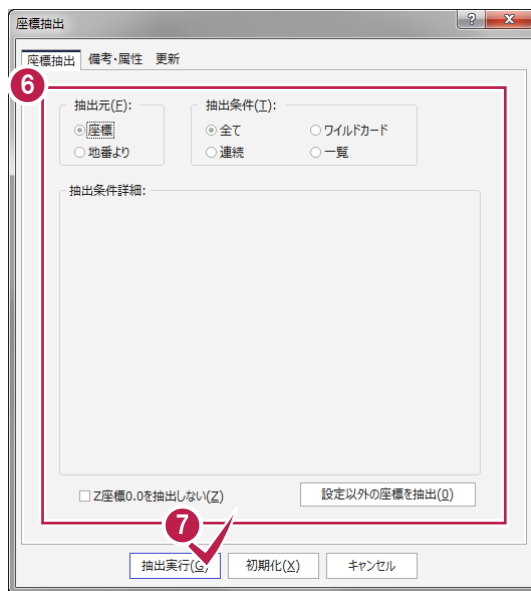 座標抽出
座標抽出 備考・属性 更新
6
抽出元(F): 抽出条件(T):
座標 全て ワイルドカード
地番より 連続 一覧
抽出条件詳細:
Z座標0.0を抽出しない(Z) 設定以外の座標を抽出(0)
7
抽出実行(G) 初期化(X) キャンセル